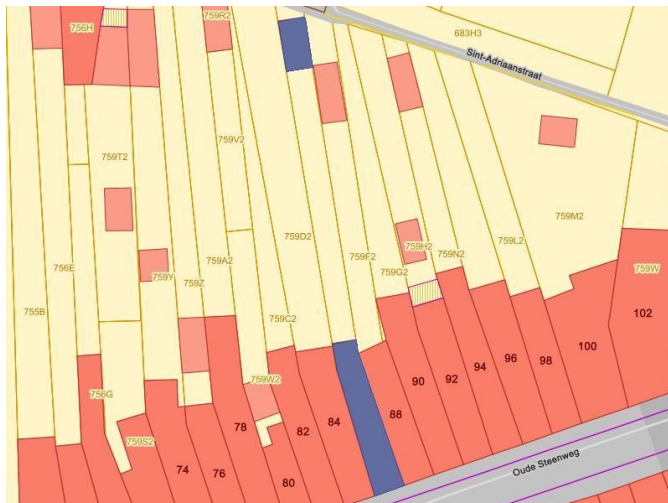 759R2
756H
683H3
Sint-Adriaanstraat
759V2
759T2
759M2
759D2
759H2
759L2
759N2
759F2
756E
759A2
759W
759Y
759G2
759Z
755B
102
759C2
100
98
96
94
92
759W2
90
756G
88
84
78
82
759S2
74
76
80
Oude Steenweg